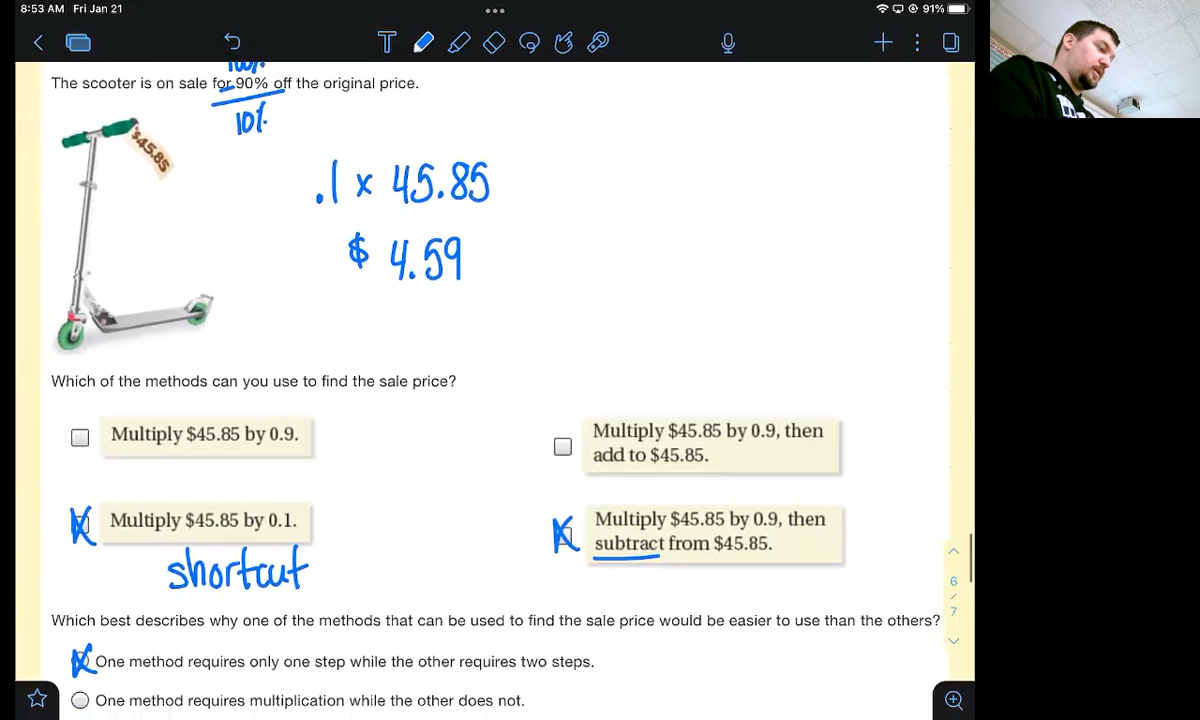 8:53 AM Fri Jan 21
91%
100%
The scooter is on sale for 90% off the original price.
10%
$45.85
.1 x 45.85
$ 4.59
Which of the methods can you use to find the sale price?
Multiply $45.85 by 0.9.
Multiply $45.85 by 0.9, then
add to $45.85.
Multiply $45.85 by 0.1.
shortcut
Multiply $45.85 by 0.9, then
subtract from $45.85.
6
/
7
Which best describes why one of the methods that can be used to find the sale price would be easier to use than the others?
One method requires only one step while the other requires two steps.
One method requires multiplication while the other does not.